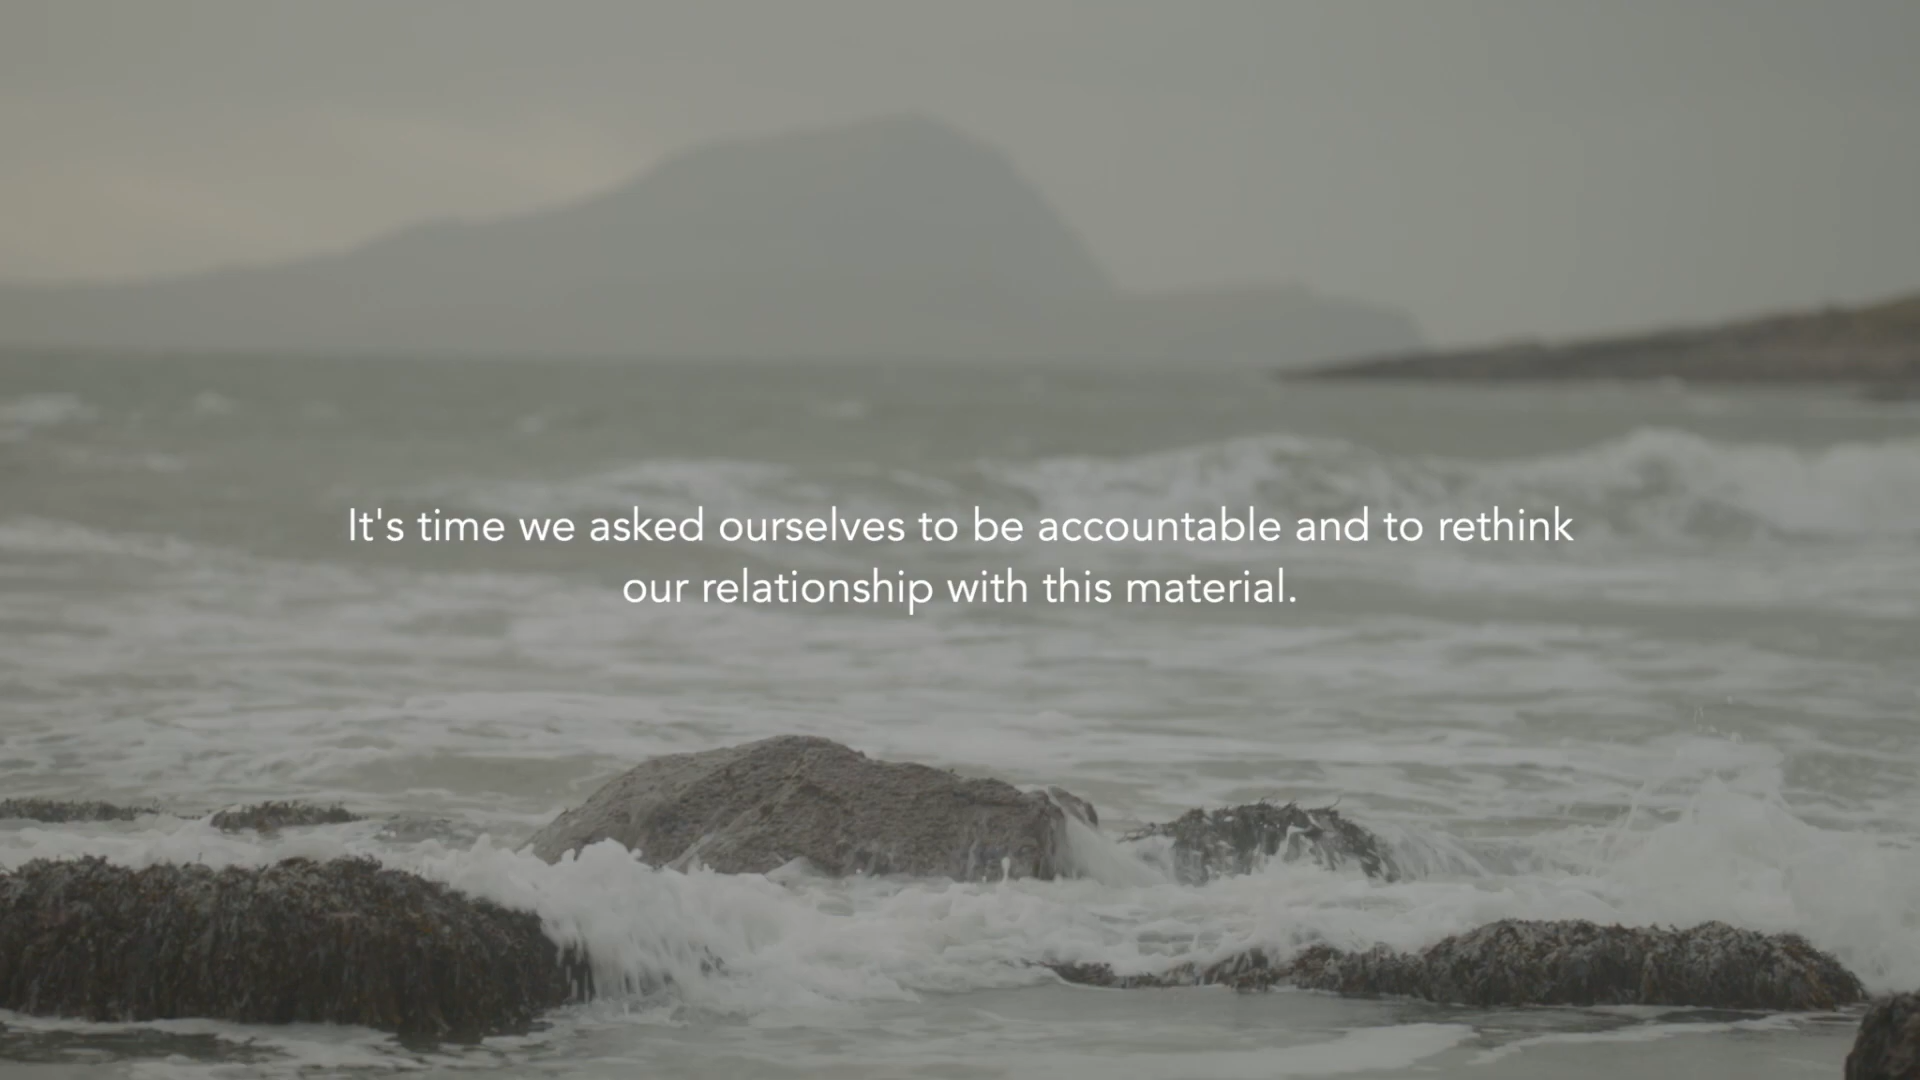 It's time we asked ourselves to be accountable and to rethink
our relationship with this material.